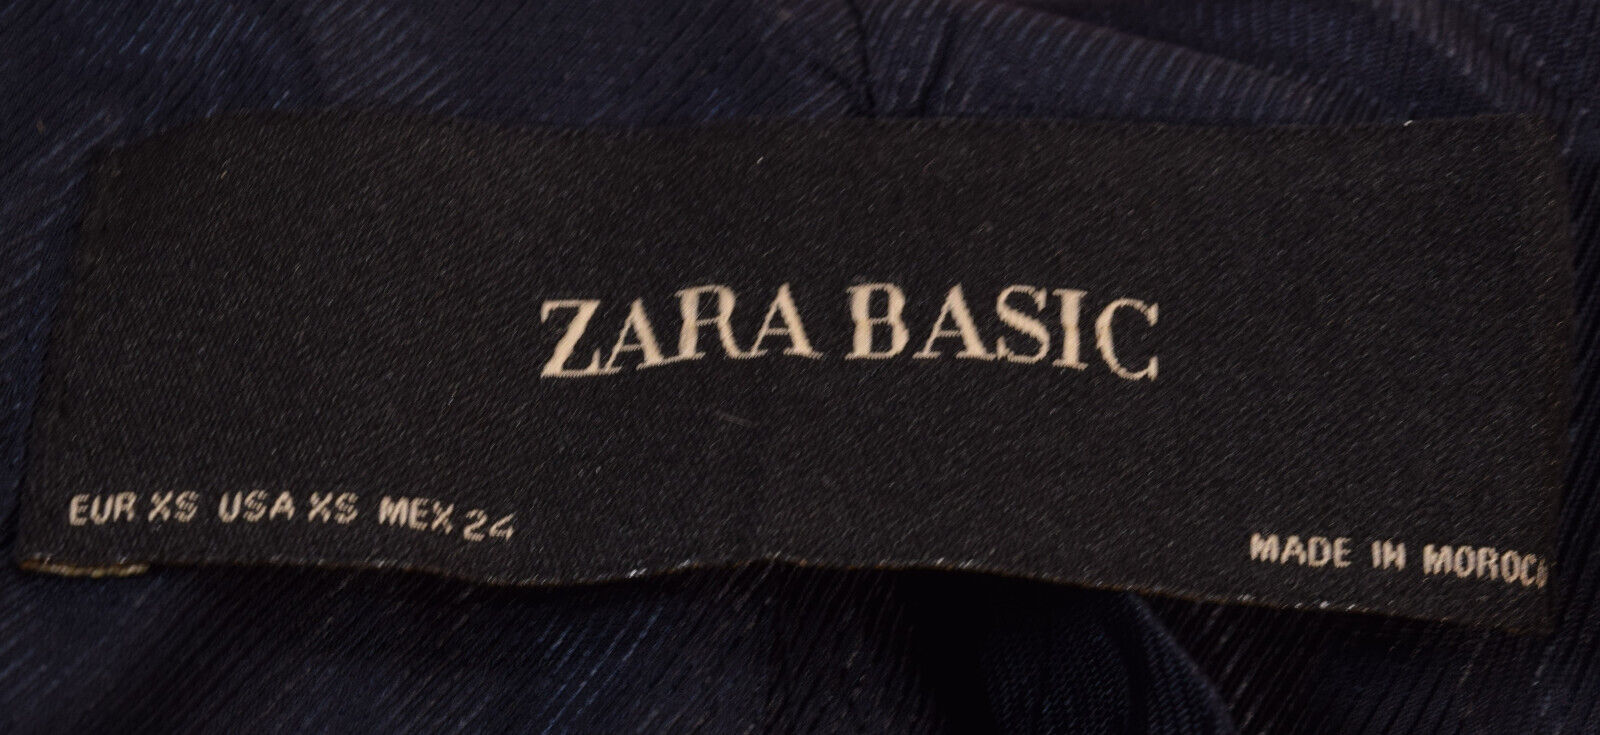 ZARA BASIC
EUR XS USA XS MEX 24
MADE IN MOROC